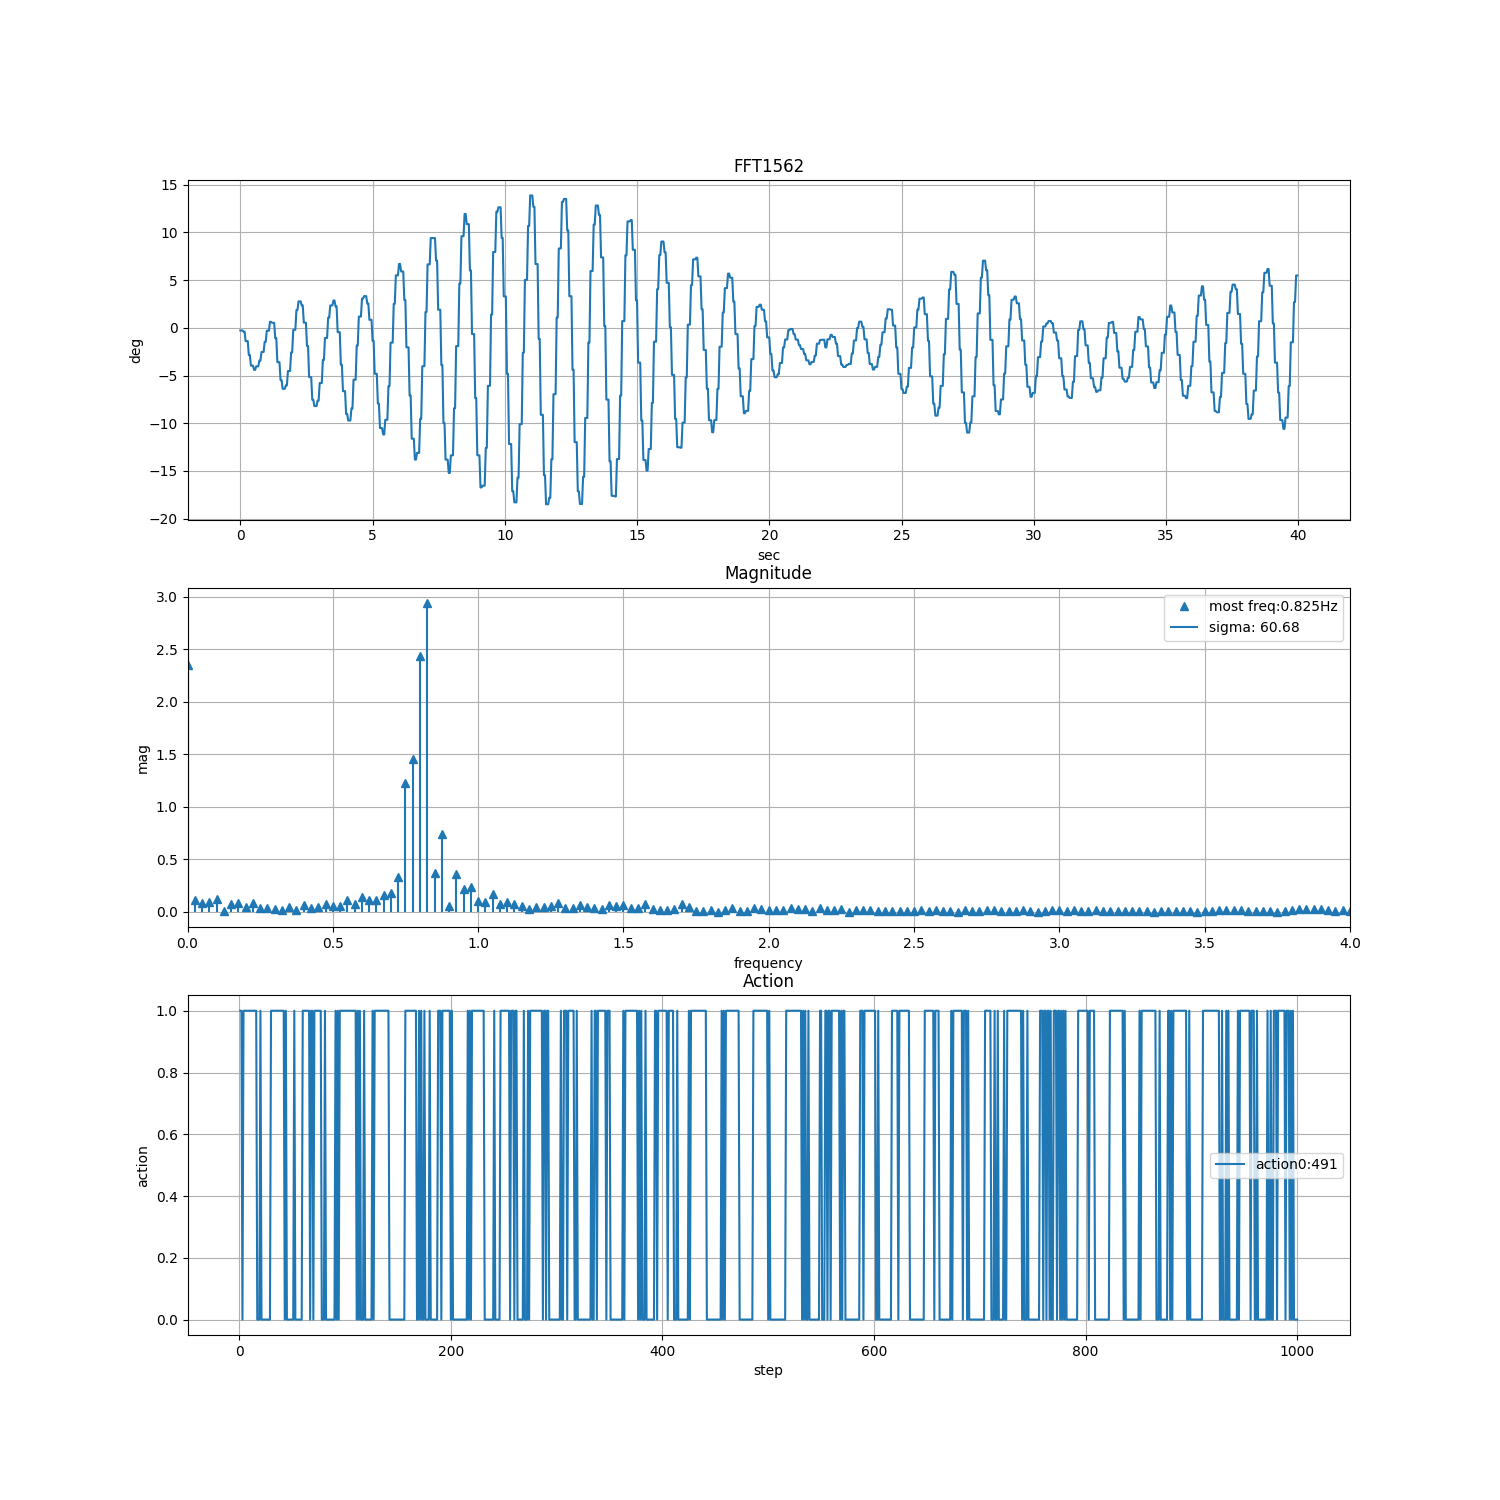 FFT1562
15
10
5
0
−5
−10
−15
−20
deg
0 5 10 15 20 25 30 35 40
sec
Magnitude
3.0
2.5
2.0
1.5
1.0
0.5
0.0
mag
most freq:0.825Hz
sigma: 60.68
0.0 0.5 1.0 1.5 2.0 2.5 3.0 3.5 4.0
frequency
Action
1.0
0.8
0.6
0.4
0.2
0.0
action
action0:491
0 200 400 600 800 1000
step